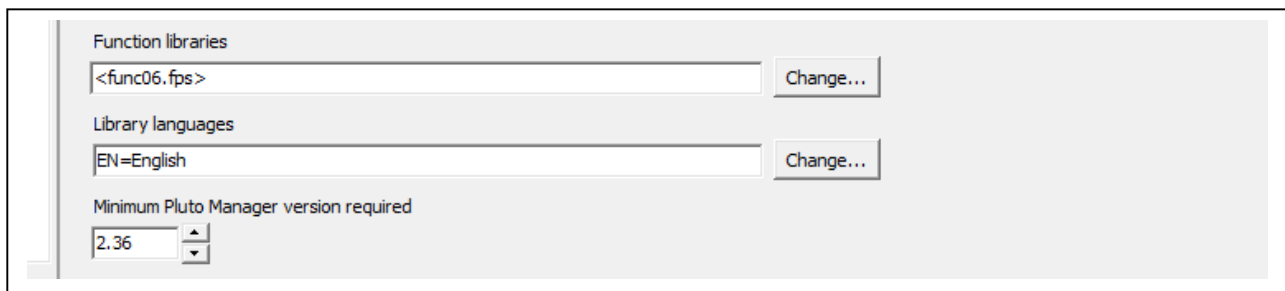 Function libraries
<func06.fps>
Change...
Library languages
EN=English
Change...
Minimum Pluto Manager version required
2.36